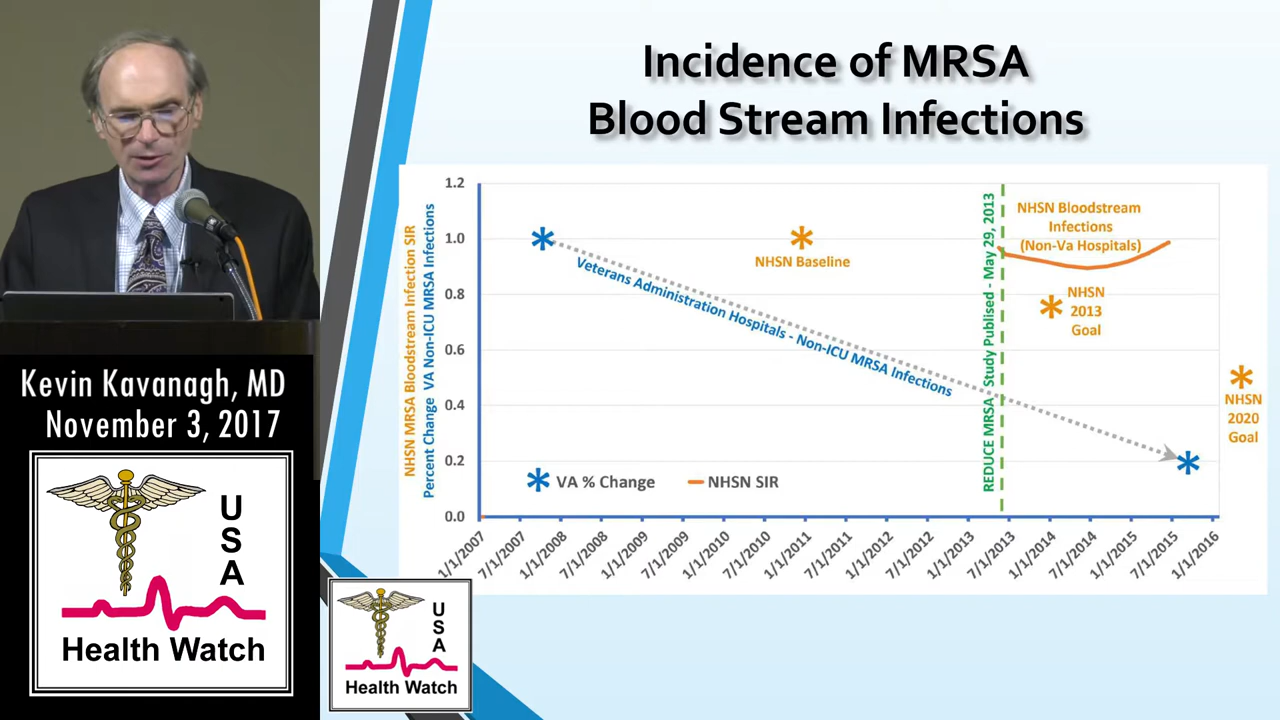 Incidence of MRSA
Blood Stream Infections
NHSN MRSA Bloodstream Infection SIR
Percent Change VA Non-ICU MRSA Infections
1.2
1.0
0.8
0.6
0.4
0.2
0.0
NHSN Baseline
Veterans Administration Hospitals - Non-ICU MRSA Infections
REDUCE MRSA Study Publised - May 29, 2013
NHSN Bloodstream
Infections
(Non-Va Hospitals)
NHSN
2013
Goal
NHSN
2020
Goal
VA % Change
NHSN SIR
1/1/2007
7/1/2007
1/1/2008
7/1/2008
1/1/2009
7/1/2009
1/1/2010
7/1/2010
1/1/2011
7/1/2011
1/1/2012
7/1/2012
1/1/2013
7/1/2013
1/1/2014
7/1/2014
1/1/2015
7/1/2015
1/1/2016
Kevin Kavanagh, MD
November 3, 2017
USA
Health Watch
USA
Health Watch